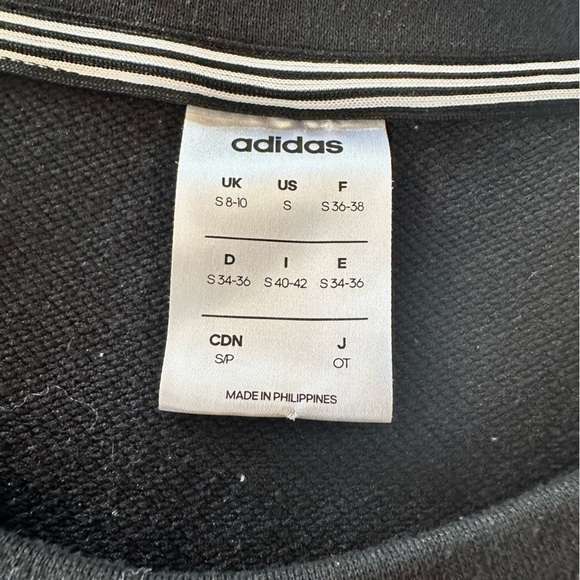 adidas
UK US F
S 8-10 S S 36-38
D I E
S 34-36 S 40-42 S 34-36
CDN J
S/P OT
MADE IN PHILIPPINES